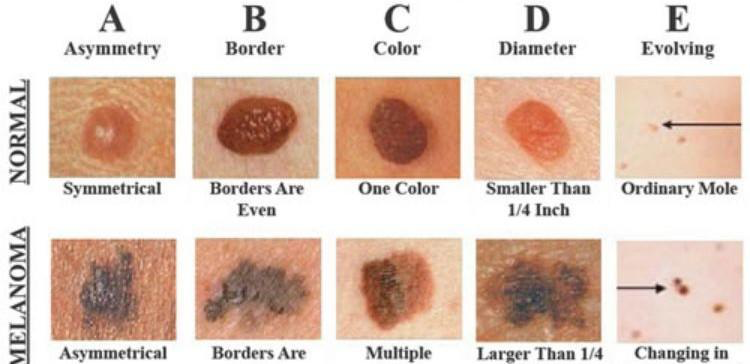 A B C D E
Asymmetry Border Color Diameter Evolving
NORMAL
Symmetrical Borders Are Even One Color Smaller Than 1/4 Inch Ordinary Mole
MELANOMA
Asymmetrical Borders Are Multiple Larger Than 1/4 Changing in